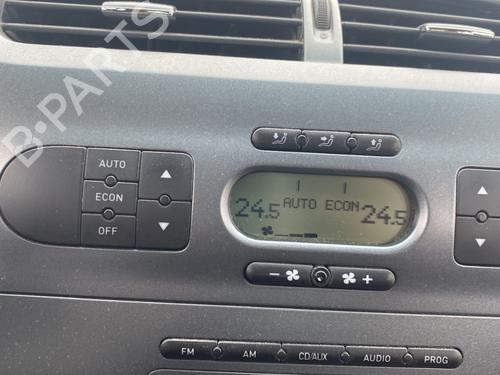 B-PARTS
AUTO
ECON
OFF
24.5 AUTO ECON 24.5
- +
FM AM CD/AUX AUDIO PROG